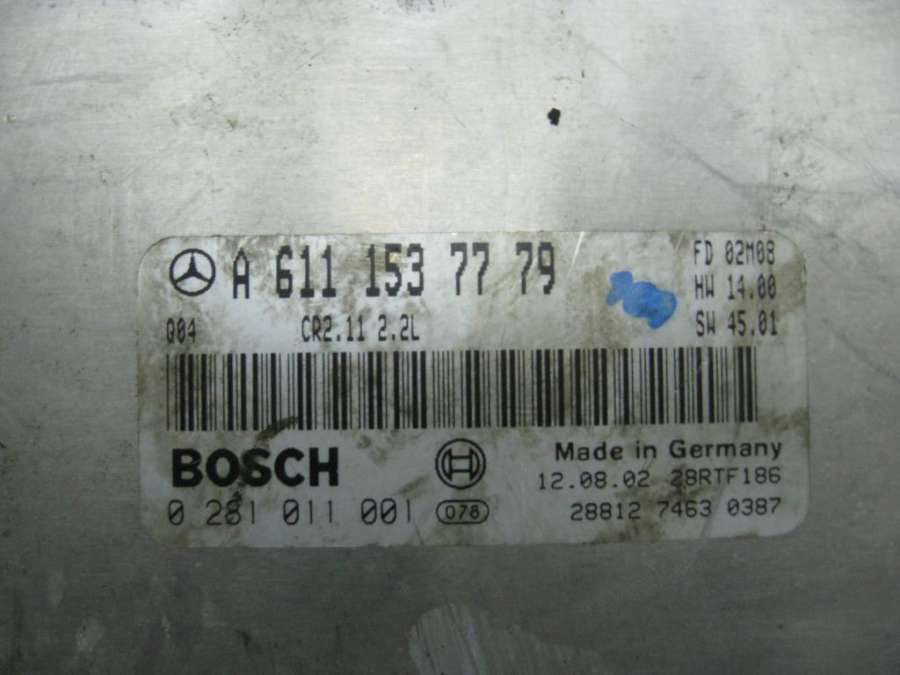 A 611 153 77 79
FD 02M08
HW 14.00
SW 45.01
Q04 CR2.11 2.2L
BOSCH
Made in Germany
12.08.02 28RTF186
0 281 011 001 078
28812 7463 0387